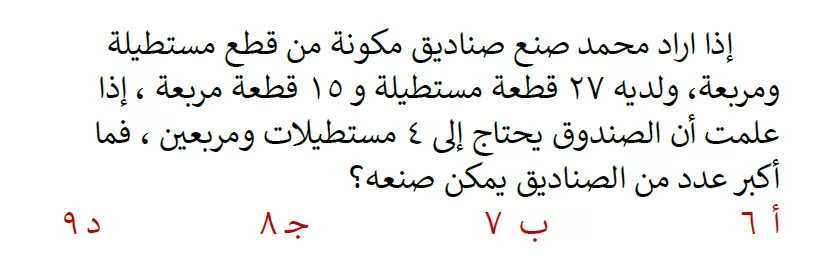 إذا اراد محمد صنع صناديق مكونة من قطع مستطيلة
ومربعة، ولديه ٢٧ قطعة مستطيلة و ١٥ قطعة مربعة ، إذا
علمت أن الصندوق يحتاج إلى ٤ مستطيلات ومربعين ، فما
أكبر عدد من الصناديق يمكن صنعه؟
أ ٦ ب ٧ جـ ٨ د ٩